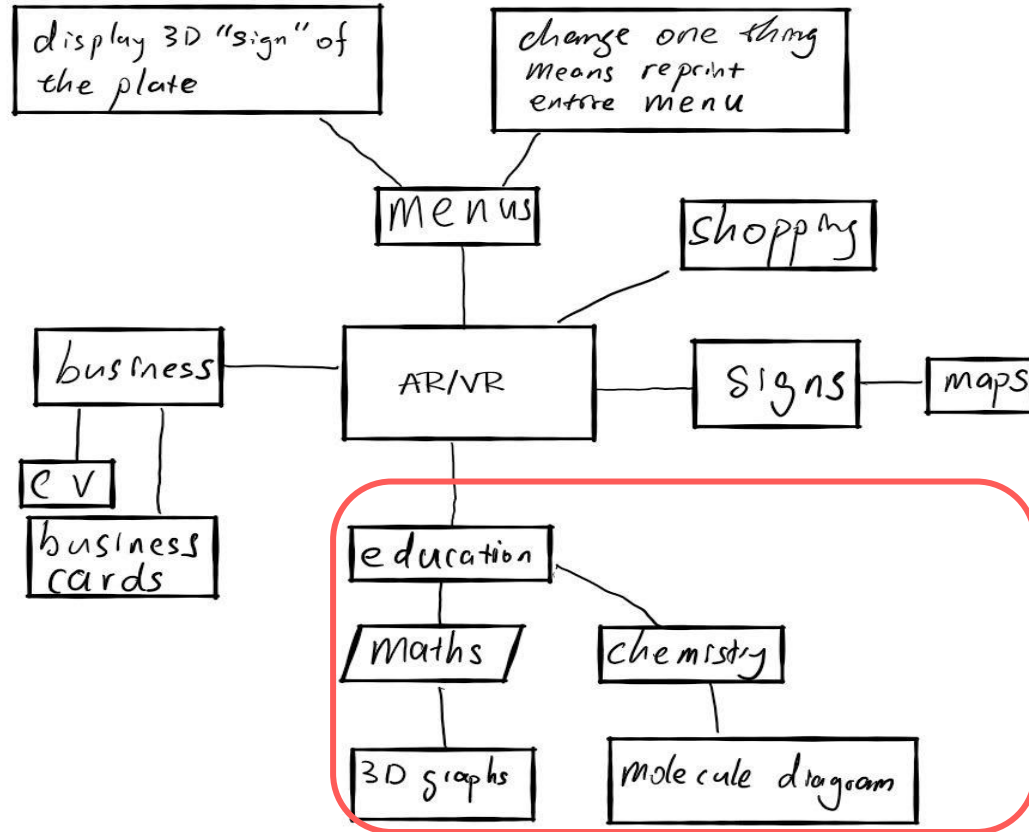 display 3D "sign" of
the plate
change one thing
means reprint
entire menu
menus
shopping
business
AR/VR
signs
maps
CV
business
cards
education
maths
chemistry
3D graphs
molecule diagram